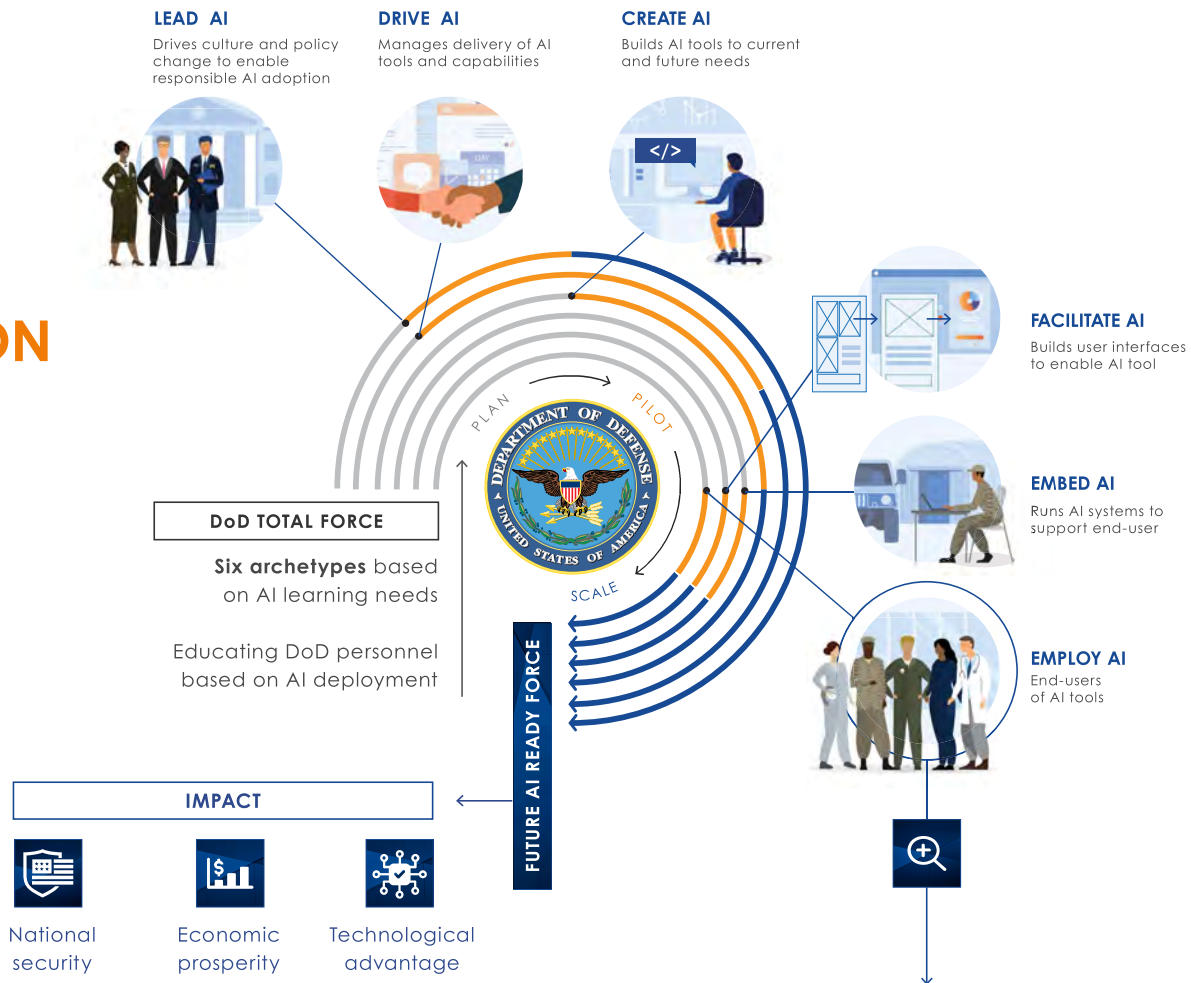 LEAD AI
Drives culture and policy
change to enable
responsible AI adoption
DRIVE AI
Manages delivery of AI
tools and capabilities
CREATE AI
Builds AI tools to current
and future needs
</>
DAY
ON
FACILITATE AI
Builds user interfaces
to enable AI tool
PLAN
PILOT
SCALE
DEPARTMENT OF DEFENSE
UNITED STATES OF AMERICA
EMBED AI
Runs AI systems to
support end-user
DoD TOTAL FORCE
Six archetypes based
on AI learning needs
Educating DoD personnel
based on AI deployment
EMPLOY AI
End-users
of AI tools
FUTURE AI READY FORCE
IMPACT
$
National
security
Economic
prosperity
Technological
advantage